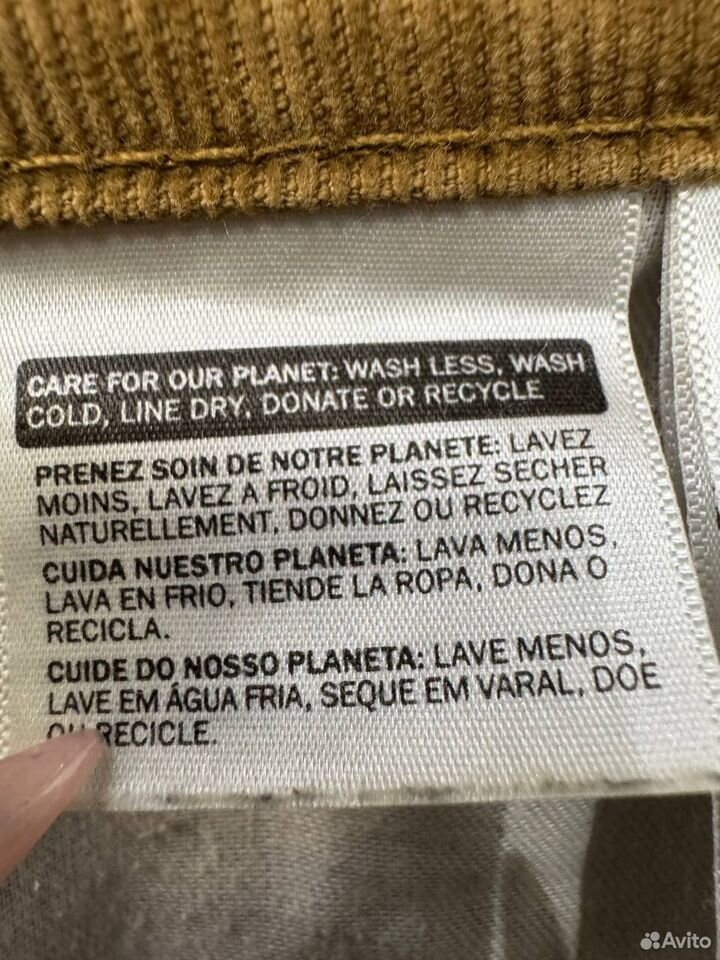 CARE FOR OUR PLANET: WASH LESS, WASH
COLD, LINE DRY, DONATE OR RECYCLE
PRENEZ SOIN DE NOTRE PLANETE: LAVEZ
MOINS, LAVEZ A FROID, LAISSEZ SECHER
NATURELLEMENT, DONNEZ OU RECYCLEZ
CUIDA NUESTRO PLANETA: LAVA MENOS,
LAVA EN FRIO, TIENDE LA ROPA, DONA O
RECICLA.
CUIDE DO NOSSO PLANETA: LAVE MENOS,
LAVE EM ÁGUA FRIA, SEQUE EM VARAL, DOE
OU RECICLE.
Avito